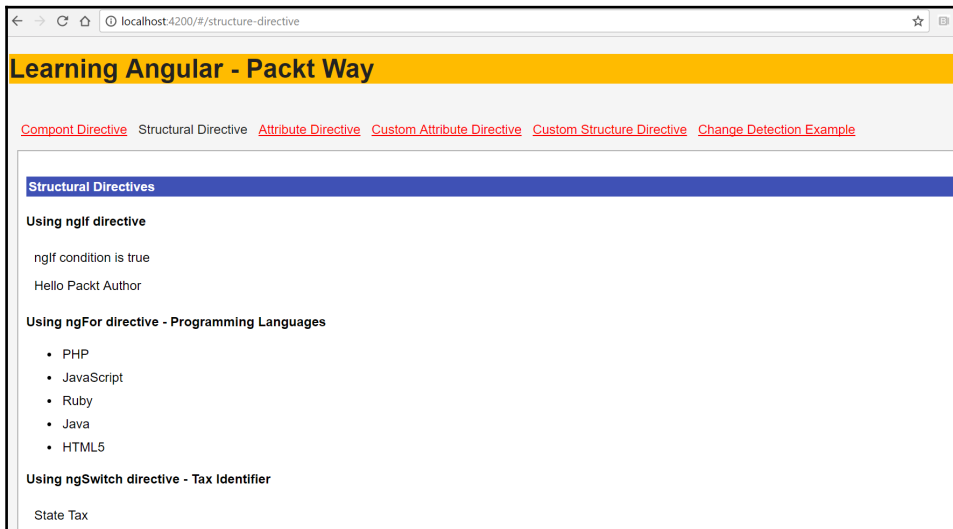 localhost:4200/#/structure-directive
Learning Angular - Packt Way
Compont Directive Structural Directive Attribute Directive Custom Attribute Directive Custom Structure Directive Change Detection Example
Structural Directives
Using ngIf directive
ngIf condition is true
Hello Packt Author
Using ngFor directive - Programming Languages
• PHP
• JavaScript
• Ruby
• Java
• HTML5
Using ngSwitch directive - Tax Identifier
State Tax